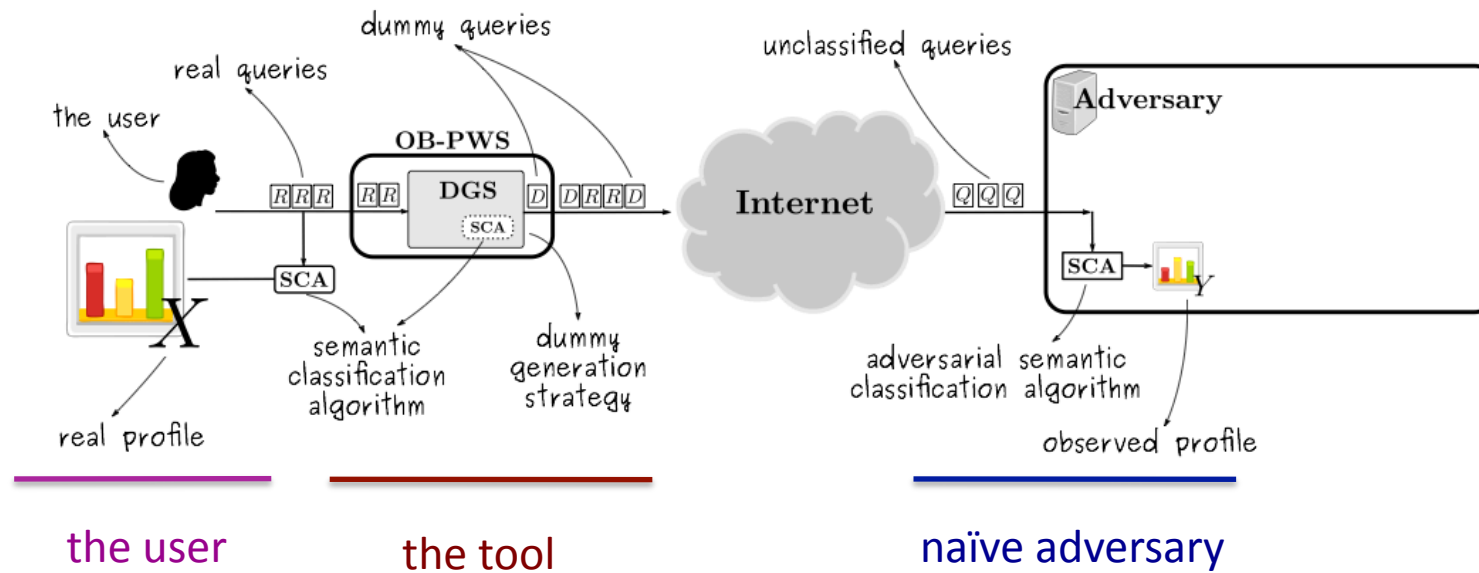 dummy queries
unclassified queries
real queries
the user
Adversary
OB-PWS
R R R
R R
DGS
D
D R R D
Internet
Q Q Q
SCA
SCA
SCA
X
Y
semantic
classification
algorithm
dummy
generation
strategy
adversarial semantic
classification algorithm
real profile
observed profile
the user
the tool
naïve adversary